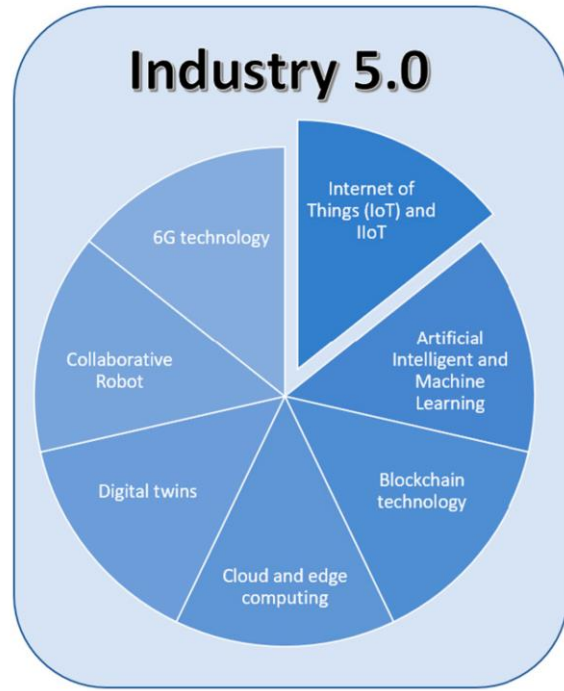 Industry 5.0
Internet of
Things (IoT) and
IIoT
Artificial
Intelligent and
Machine
Learning
Blockchain
technology
Cloud and edge
computing
Digital twins
Collaborative
Robot
6G technology